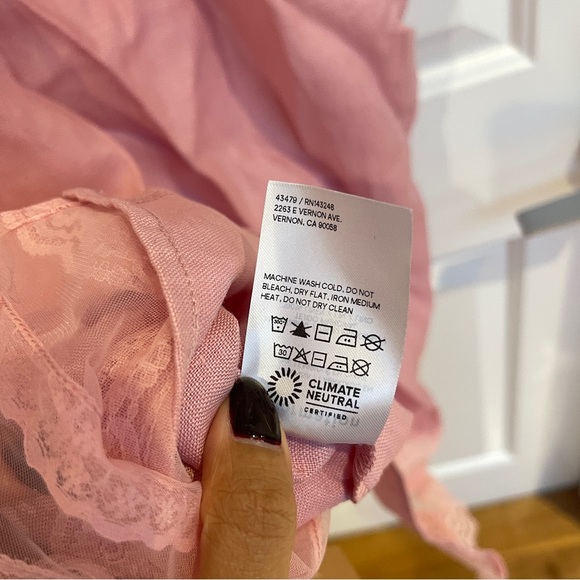 43479 / RN143248
2263 E VERNON AVE.
VERNON, CA 90058
MACHINE WASH COLD. DO NOT
BLEACH, DRY FLAT. IRON MEDIUM
HEAT. DO NOT DRY CLEAN
30
CLIMATE
NEUTRAL
CERTIFIED